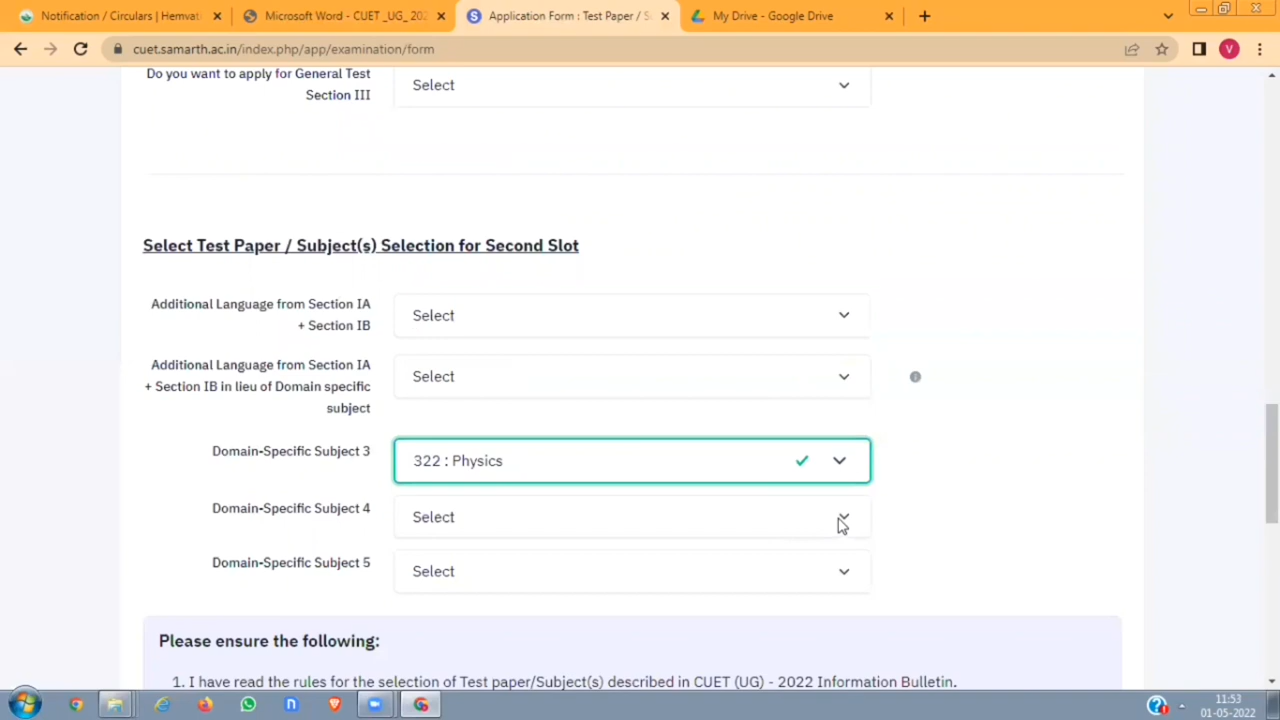 Notification / Circulars | Hemvati
Microsoft Word - CUET _UG_ 202
Application Form : Test Paper / S
My Drive - Google Drive
cuet.samarth.ac.in/index.php/app/examination/form
V
Do you want to apply for General Test
Section III
Select
Select Test Paper / Subject(s) Selection for Second Slot
Additional Language from Section IA
+ Section IB
Select
Additional Language from Section IA
+ Section IB in lieu of Domain specific
subject
Select
Domain-Specific Subject 3
322 : Physics
Domain-Specific Subject 4
Select
Domain-Specific Subject 5
Select
Please ensure the following:
1. I have read the rules for the selection of Test paper/Subject(s) described in CUET (UG) - 2022 Information Bulletin.
11:53
01-05-2022